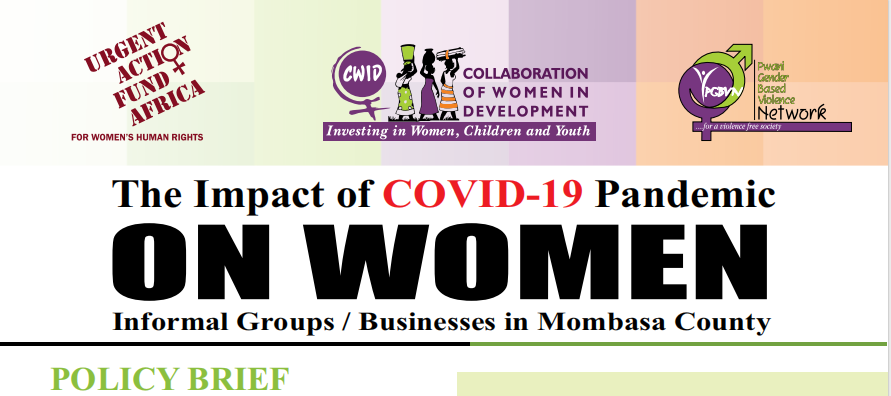 URGENT
ACTION
FUND
AFRICA
FOR WOMEN'S HUMAN RIGHTS
CWID
COLLABORATION
OF WOMEN IN
DEVELOPMENT
Investing in Women, Children and Youth
PGBVN
Pwani
Gender
Based
Violence
Network
....for a violence free society
The Impact of COVID-19 Pandemic
ON WOMEN
Informal Groups / Businesses in Mombasa County
POLICY BRIEF